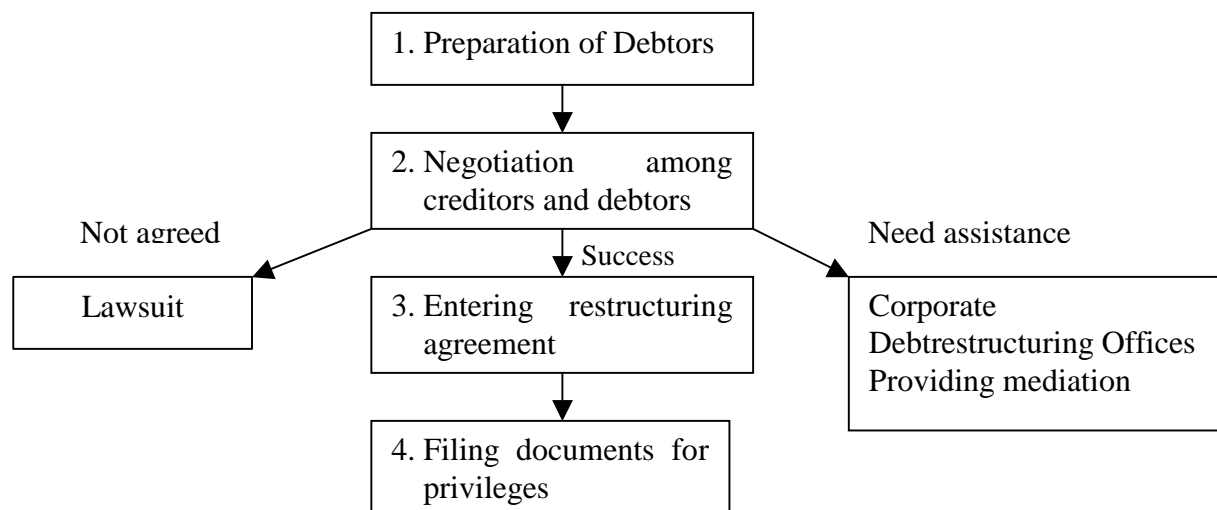 1. Preparation of Debtors
2. Negotiation among
creditors and debtors
Not agreed
Need assistance
Success
Lawsuit
3. Entering restructuring
agreement
Corporate
Debtrestructuring Offices
Providing mediation
4. Filing documents for
privileges